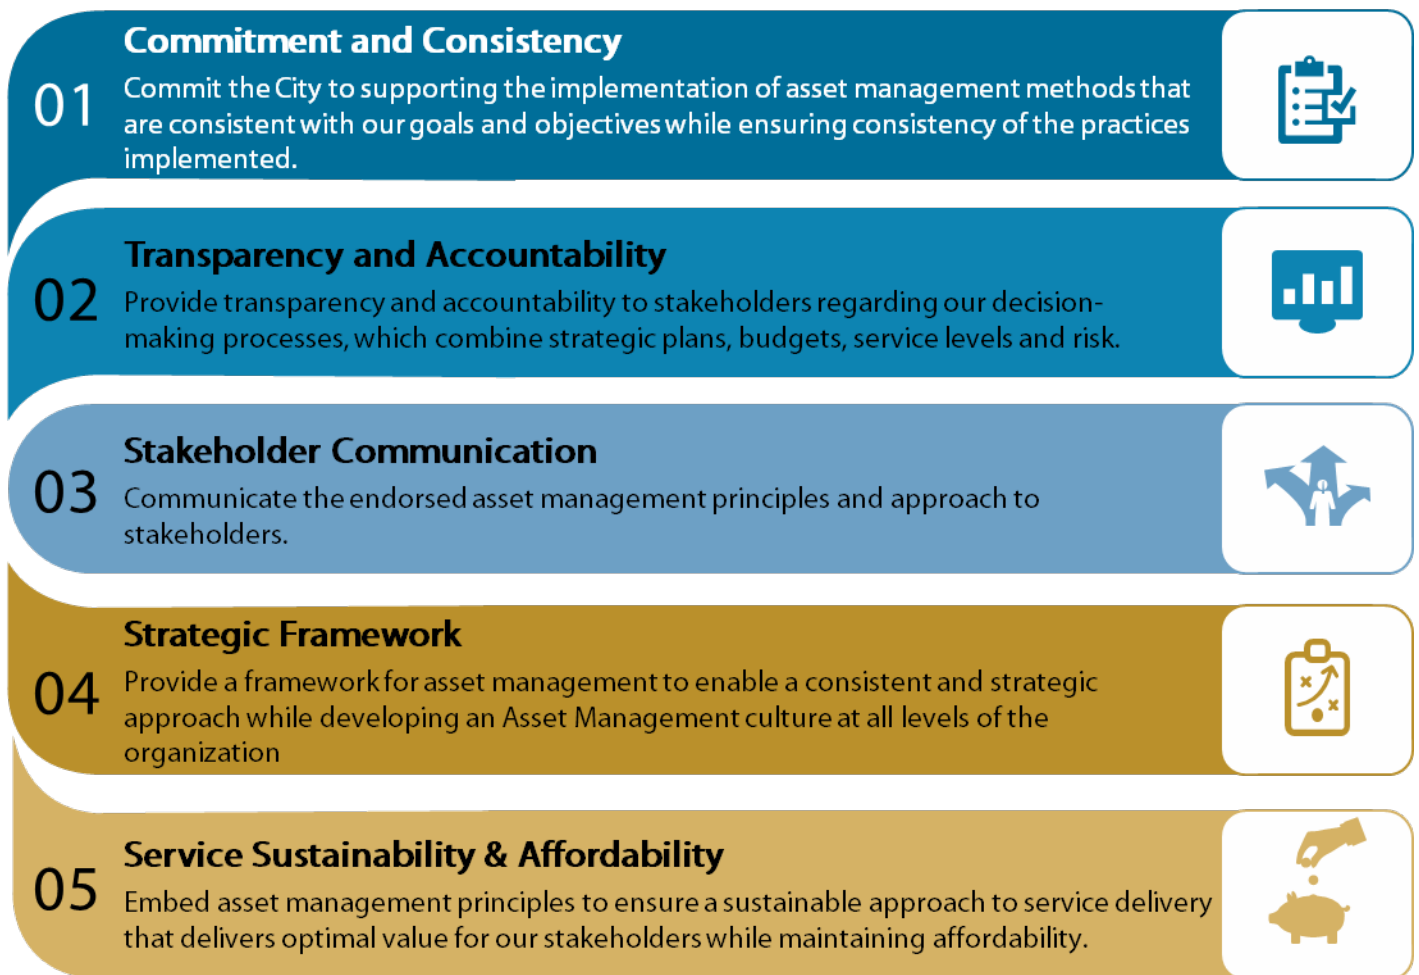 Commitment and Consistency
01
Commit the City to supporting the implementation of asset management methods that
are consistent with our goals and objectives while ensuring consistency of the practices
implemented.
Transparency and Accountability
02
Provide transparency and accountability to stakeholders regarding our decision-
making processes, which combine strategic plans, budgets, service levels and risk.
Stakeholder Communication
03
Communicate the endorsed asset management principles and approach to
stakeholders.
Strategic Framework
04
Provide a framework for asset management to enable a consistent and strategic
approach while developing an Asset Management culture at all levels of the
organization
Service Sustainability & Affordability
05
Embed asset management principles to ensure a sustainable approach to service delivery
that delivers optimal value for our stakeholders while maintaining affordability.